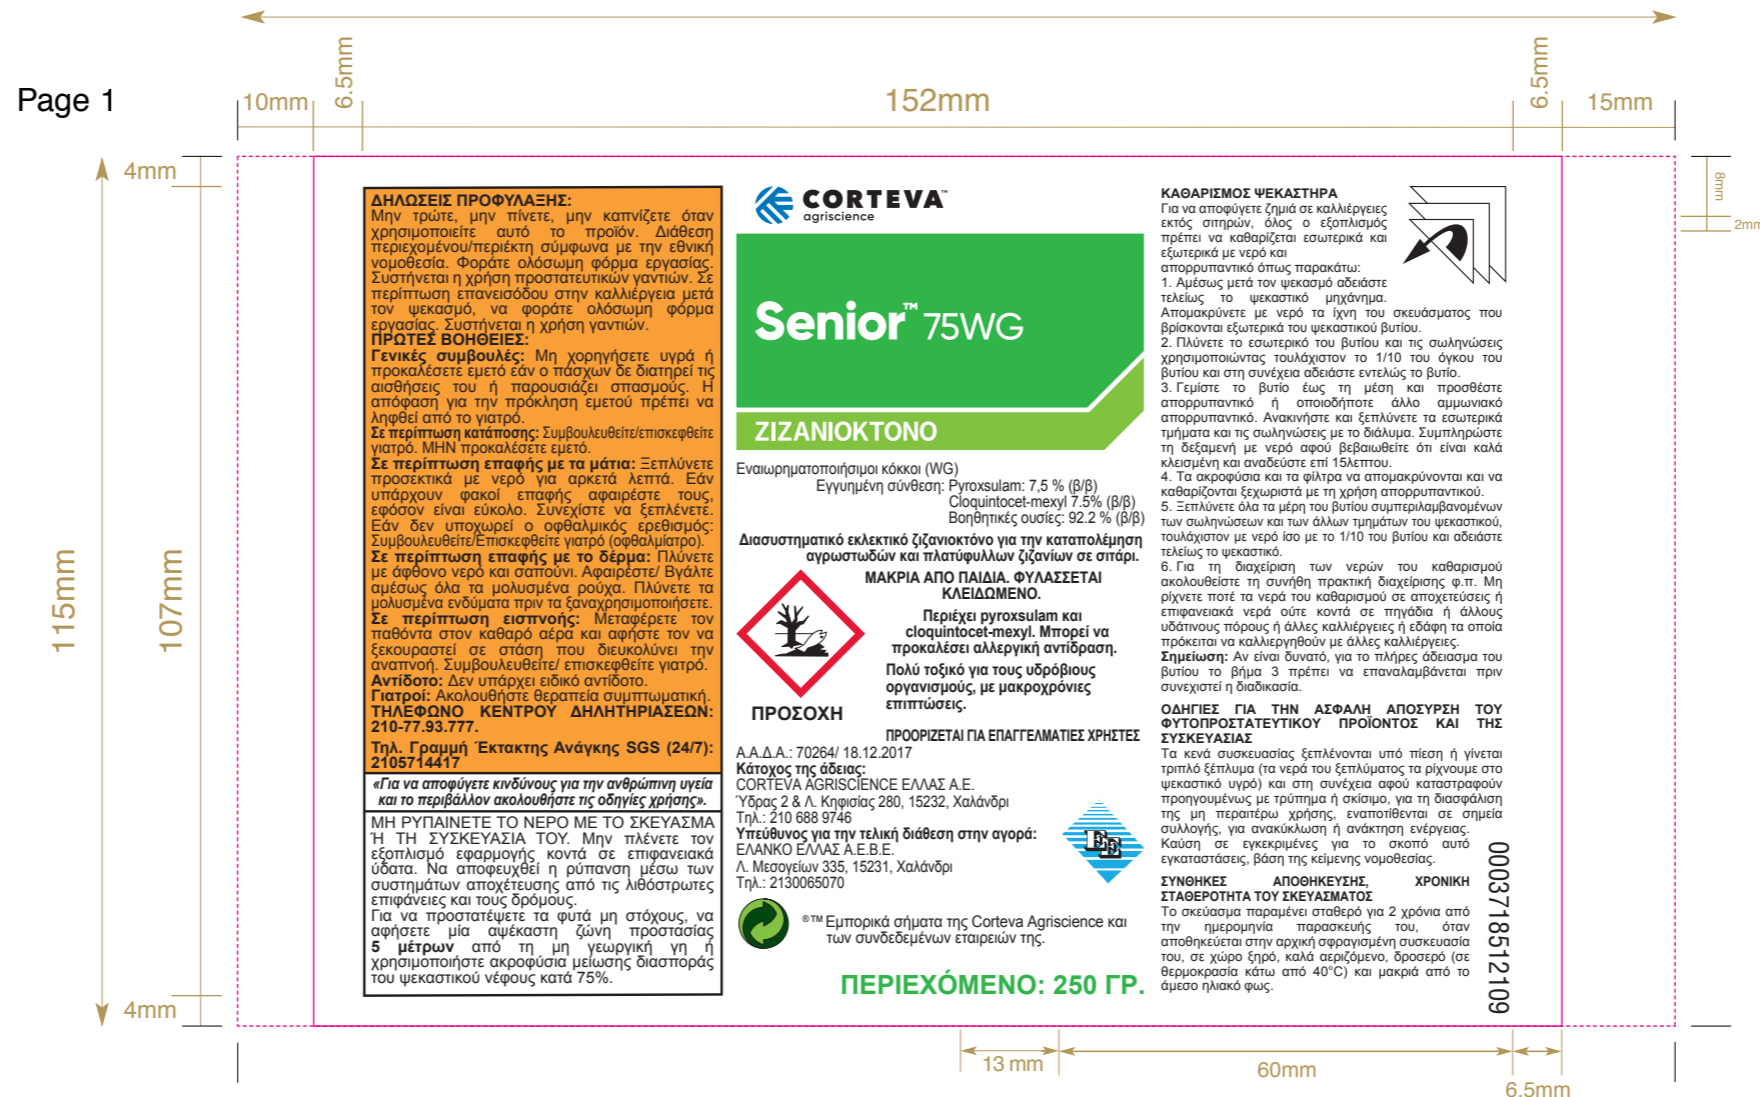 Page 1
10mm
6.5mm
152mm
6.5mm
15mm
4mm
8mm
2mm
115mm
107mm
4mm
13 mm
60mm
6.5mm
ΔΗΛΩΣΕΙΣ ΠΡΟΦΥΛΑΞΗΣ:
Μην τρώτε, μην πίνετε, μην καπνίζετε όταν
χρησιμοποιείτε αυτό το προϊόν. Διάθεση
περιεχομένου/περιέκτη σύμφωνα με την εθνική
νομοθεσία. Φοράτε ολόσωμη φόρμα εργασίας.
Συστήνεται η χρήση προστατευτικών γαντιών. Σε
περίπτωση επανεισόδου στην καλλιέργεια μετά
τον ψεκασμό, να φοράτε ολόσωμη φόρμα
εργασίας. Συστήνεται η χρήση γαντιών.
ΠΡΩΤΕΣ ΒΟΗΘΕΙΕΣ:
Γενικές συμβουλές: Μη χορηγήσετε υγρά ή
προκαλέσετε εμετό εάν ο πάσχων δε διατηρεί τις
αισθήσεις του ή παρουσιάζει σπασμούς. Η
απόφαση για την πρόκληση εμετού πρέπει να
ληφθεί από το γιατρό.
Σε περίπτωση κατάποσης: Συμβουλευθείτε/επισκεφθείτε
γιατρό. ΜΗΝ προκαλέσετε εμετό.
Σε περίπτωση επαφής με τα μάτια: Ξεπλύνετε
προσεκτικά με νερό για αρκετά λεπτά. Εάν
υπάρχουν φακοί επαφής αφαιρέστε τους,
εφόσον είναι εύκολο. Συνεχίστε να ξεπλένετε.
Εάν δεν υποχωρεί ο οφθαλμικός ερεθισμός:
Συμβουλευθείτε/Επισκεφθείτε γιατρό (οφθαλμίατρο).
Σε περίπτωση επαφής με το δέρμα: Πλύνετε
με άφθονο νερό και σαπούνι. Αφαιρέστε/ Βγάλτε
αμέσως όλα τα μολυσμένα ρούχα. Πλύνετε τα
μολυσμένα ενδύματα πριν τα ξαναχρησιμοποιήσετε.
Σε περίπτωση εισπνοής: Μεταφέρετε τον
παθόντα στον καθαρό αέρα και αφήστε τον να
ξεκουραστεί σε στάση που διευκολύνει την
αναπνοή. Συμβουλευθείτε/ επισκεφθείτε γιατρό.
Αντίδοτο: Δεν υπάρχει ειδικό αντίδοτο.
Γιατροί: Ακολουθήστε θεραπεία συμπτωματική.
ΤΗΛΕΦΩΝΟ ΚΕΝΤΡΟΥ ΔΗΛΗΤΗΡΙΑΣΕΩΝ:
210-77.93.777.
Τηλ. Γραμμή Έκτακτης Ανάγκης SGS (24/7):
2105714417
«Για να αποφύγετε κινδύνους για την ανθρώπινη υγεία
και το περιβάλλον ακολουθήστε τις οδηγίες χρήσης».
ΜΗ ΡΥΠΑΙΝΕΤΕ ΤΟ ΝΕΡΟ ΜΕ ΤΟ ΣΚΕΥΑΣΜΑ
Ή ΤΗ ΣΥΣΚΕΥΑΣΙΑ ΤΟΥ. Μην πλένετε τον
εξοπλισμό εφαρμογής κοντά σε επιφανειακά
ύδατα. Να αποφευχθεί η ρύπανση μέσω των
συστημάτων αποχέτευσης από τις λιθόστρωτες
επιφάνειες και τους δρόμους.
Για να προστατέψετε τα φυτά μη στόχους, να
αφήσετε μία αψέκαστη ζώνη προστασίας
5 μέτρων από τη μη γεωργική γη ή
χρησιμοποιήστε ακροφύσια μείωσης διασποράς
του ψεκαστικού νέφους κατά 75%.
CORTEVA™
agriscience
Senior™ 75WG
ΖΙΖΑΝΙΟΚΤΟΝΟ
Εναιωρηματοποιήσιμοι κόκκοι (WG)
Εγγυημένη σύνθεση: Pyroxsulam: 7,5 % (β/β)
Cloquintocet-mexyl 7.5% (β/β)
Βοηθητικές ουσίες: 92.2 % (β/β)
Διασυστηματικό εκλεκτικό ζιζανιοκτόνο για την καταπολέμηση
αγρωστωδών και πλατύφυλλων ζιζανίων σε σιτάρι.
ΜΑΚΡΙΑ ΑΠΟ ΠΑΙΔΙΑ. ΦΥΛΑΣΣΕΤΑΙ
ΚΛΕΙΔΩΜΕΝΟ.
Περιέχει pyroxsulam και
cloquintocet-mexyl. Μπορεί να
προκαλέσει αλλεργική αντίδραση.
Πολύ τοξικό για τους υδρόβιους
οργανισμούς, με μακροχρόνιες
επιπτώσεις.
ΠΡΟΣΟΧΗ
ΠΡΟΟΡΙΖΕΤΑΙ ΓΙΑ ΕΠΑΓΓΕΛΜΑΤΙΕΣ ΧΡΗΣΤΕΣ
Α.Α.Δ.Α.: 70264/ 18.12.2017
Κάτοχος της άδειας:
CORTEVA AGRISCIENCE ΕΛΛΑΣ Α.Ε.
Ύδρας 2 & Λ. Κηφισίας 280, 15232, Χαλάνδρι
Τηλ.: 210 688 9746
Υπεύθυνος για την τελική διάθεση στην αγορά:
ΕΛΑΝΚΟ ΕΛΛΑΣ Α.Ε.Β.Ε.
Λ. Μεσογείων 335, 15231, Χαλάνδρι
Τηλ.: 2130065070
ΕΕ
®™ Εμπορικά σήματα της Corteva Agriscience και
των συνδεδεμένων εταιρειών της.
ΠΕΡΙΕΧΌΜΕΝΟ: 250 ΓΡ.
ΚΑΘΑΡΙΣΜΟΣ ΨΕΚΑΣΤΗΡΑ
Για να αποφύγετε ζημιά σε καλλιέργειες
εκτός σιτηρών, όλος ο εξοπλισμός
πρέπει να καθαρίζεται εσωτερικά και
εξωτερικά με νερό και
απορρυπαντικό όπως παρακάτω:
1. Αμέσως μετά τον ψεκασμό αδειάστε
τελείως το ψεκαστικό μηχάνημα.
Απομακρύνετε με νερό τα ίχνη του σκευάσματος που
βρίσκονται εξωτερικά του ψεκαστικού βυτίου.
2. Πλύνετε το εσωτερικό του βυτίου και τις σωληνώσεις
χρησιμοποιώντας τουλάχιστον το 1/10 του όγκου του
βυτίου και στη συνέχεια αδειάστε εντελώς το βυτίο.
3. Γεμίστε το βυτίο έως τη μέση και προσθέστε
απορρυπαντικό ή οποιοδήποτε άλλο αμμωνιακό
απορρυπαντικό. Ανακινήστε και ξεπλύνετε τα εσωτερικά
τμήματα και τις σωληνώσεις με το διάλυμα. Συμπληρώστε
τη δεξαμενή με νερό αφού βεβαιωθείτε ότι είναι καλά
κλεισμένη και αναδεύστε επί 15λεπτου.
4. Τα ακροφύσια και τα φίλτρα να απομακρύνονται και να
καθαρίζονται ξεχωριστά με τη χρήση απορρυπαντικού.
5. Ξεπλύνετε όλα τα μέρη του βυτίου συμπεριλαμβανομένων
των σωληνώσεων και των άλλων τμημάτων του ψεκαστικού,
τουλάχιστον με νερό ίσο με το 1/10 του βυτίου και αδειάστε
τελείως το ψεκαστικό.
6. Για τη διαχείριση των νερών του καθαρισμού
ακολουθείστε τη συνήθη πρακτική διαχείρισης φ.π. Μη
ρίχνετε ποτέ τα νερά του καθαρισμού σε αποχετεύσεις ή
επιφανειακά νερά ούτε κοντά σε πηγάδια ή άλλους
υδάτινους πόρους ή άλλες καλλιέργειες ή εδάφη τα οποία
πρόκειται να καλλιεργηθούν με άλλες καλλιέργειες.
Σημείωση: Αν είναι δυνατό, για το πλήρες άδειασμα του
βυτίου το βήμα 3 πρέπει να επαναλαμβάνεται πριν
συνεχιστεί η διαδικασία.
ΟΔΗΓΙΕΣ ΓΙΑ ΤΗΝ ΑΣΦΑΛΗ ΑΠΟΣΥΡΣΗ ΤΟΥ
ΦΥΤΟΠΡΟΣΤΑΤΕΥΤΙΚΟΥ ΠΡΟΪΟΝΤΟΣ ΚΑΙ ΤΗΣ
ΣΥΣΚΕΥΑΣΙΑΣ
Τα κενά συσκευασίας ξεπλένονται υπό πίεση ή γίνεται
τριπλό ξέπλυμα (τα νερά του ξεπλύματος τα ρίχνουμε στο
ψεκαστικό υγρό) και στη συνέχεια αφού καταστραφούν
προηγουμένως με τρύπημα ή σκίσιμο, για τη διασφάλιση
της μη περαιτέρω χρήσης, εναποτίθενται σε σημεία
συλλογής, για ανακύκλωση ή ανάκτηση ενέργειας.
Καύση σε εγκεκριμένες για το σκοπό αυτό
εγκαταστάσεις, βάση της κείμενης νομοθεσίας.
ΣΥΝΘΗΚΕΣ ΑΠΟΘΗΚΕΥΣΗΣ, ΧΡΟΝΙΚΗ
ΣΤΑΘΕΡΟΤΗΤΑ ΤΟΥ ΣΚΕΥΑΣΜΑΤΟΣ
Το σκεύασμα παραμένει σταθερό για 2 χρόνια από
την ημερομηνία παρασκευής του, όταν
αποθηκεύεται στην αρχική σφραγισμένη συσκευασία
του, σε χώρο ξηρό, καλά αεριζόμενο, δροσερό (σε
θερμοκρασία κάτω από 40°C) και μακριά από το
άμεσο ηλιακό φως.
000371851​2109